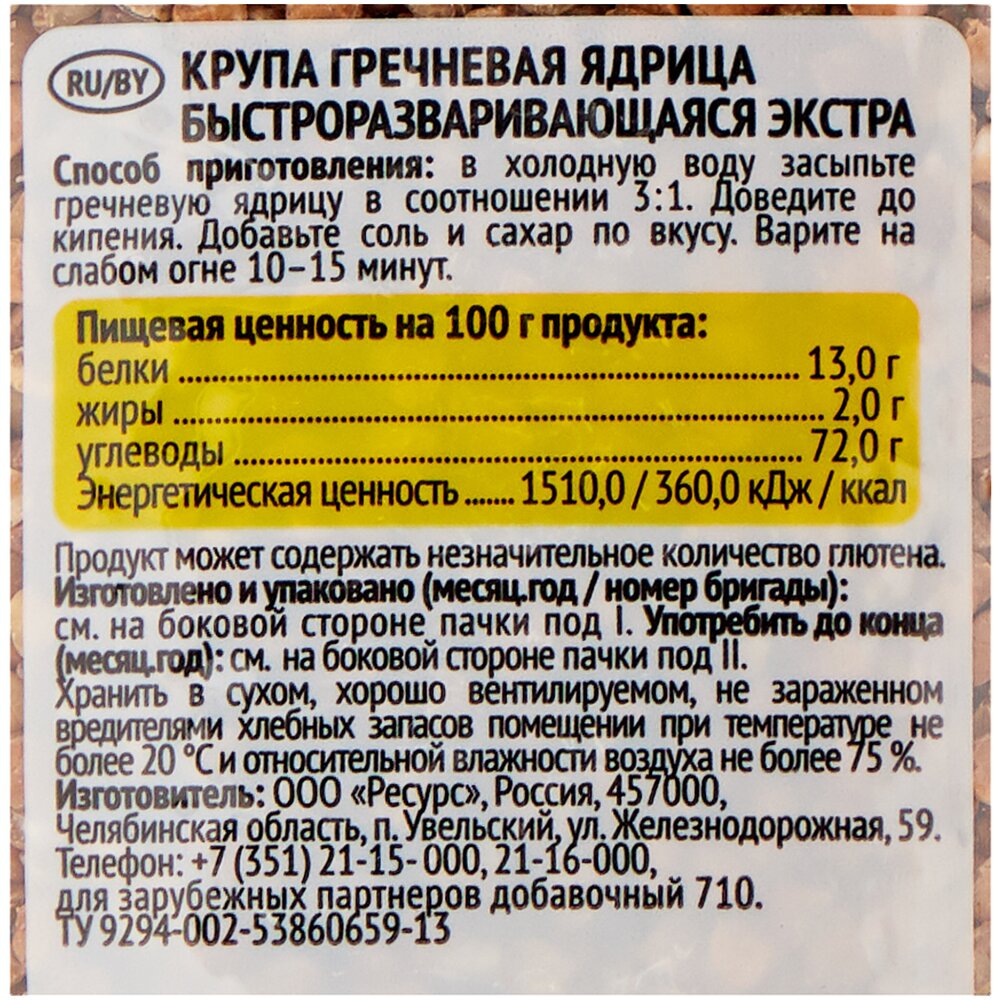 RU/BY
КРУПА ГРЕЧНЕВАЯ ЯДРИЦА
БЫСТРОРАЗВАРИВАЮЩАЯСЯ ЭКСТРА
Способ приготовления: в холодную воду засыпьте
гречневую ядрицу в соотношении 3:1. Доведите до
кипения. Добавьте соль и сахар по вкусу. Варите на
слабом огне 10–15 минут.
Пищевая ценность на 100 г продукта:
белки ........ 13,0 г
жиры ........ 2,0 г
углеводы ........ 72,0 г
Энергетическая ценность ....... 1510,0 / 360,0 кДж / ккал
Продукт может содержать незначительное количество глютена.
Изготовлено и упаковано (месяц.год / номер бригады):
см. на боковой стороне пачки под I. Употребить до конца
(месяц.год): см. на боковой стороне пачки под II.
Хранить в сухом, хорошо вентилируемом, не зараженном
вредителями хлебных запасов помещении при температуре не
более 20 °С и относительной влажности воздуха не более 75 %.
Изготовитель: ООО «Ресурс», Россия, 457000,
Челябинская область, п. Увельский, ул. Железнодорожная, 59.
Телефон: +7 (351) 21-15-000, 21-16-000,
для зарубежных партнеров добавочный 710.
ТУ 9294-002-53860659-13